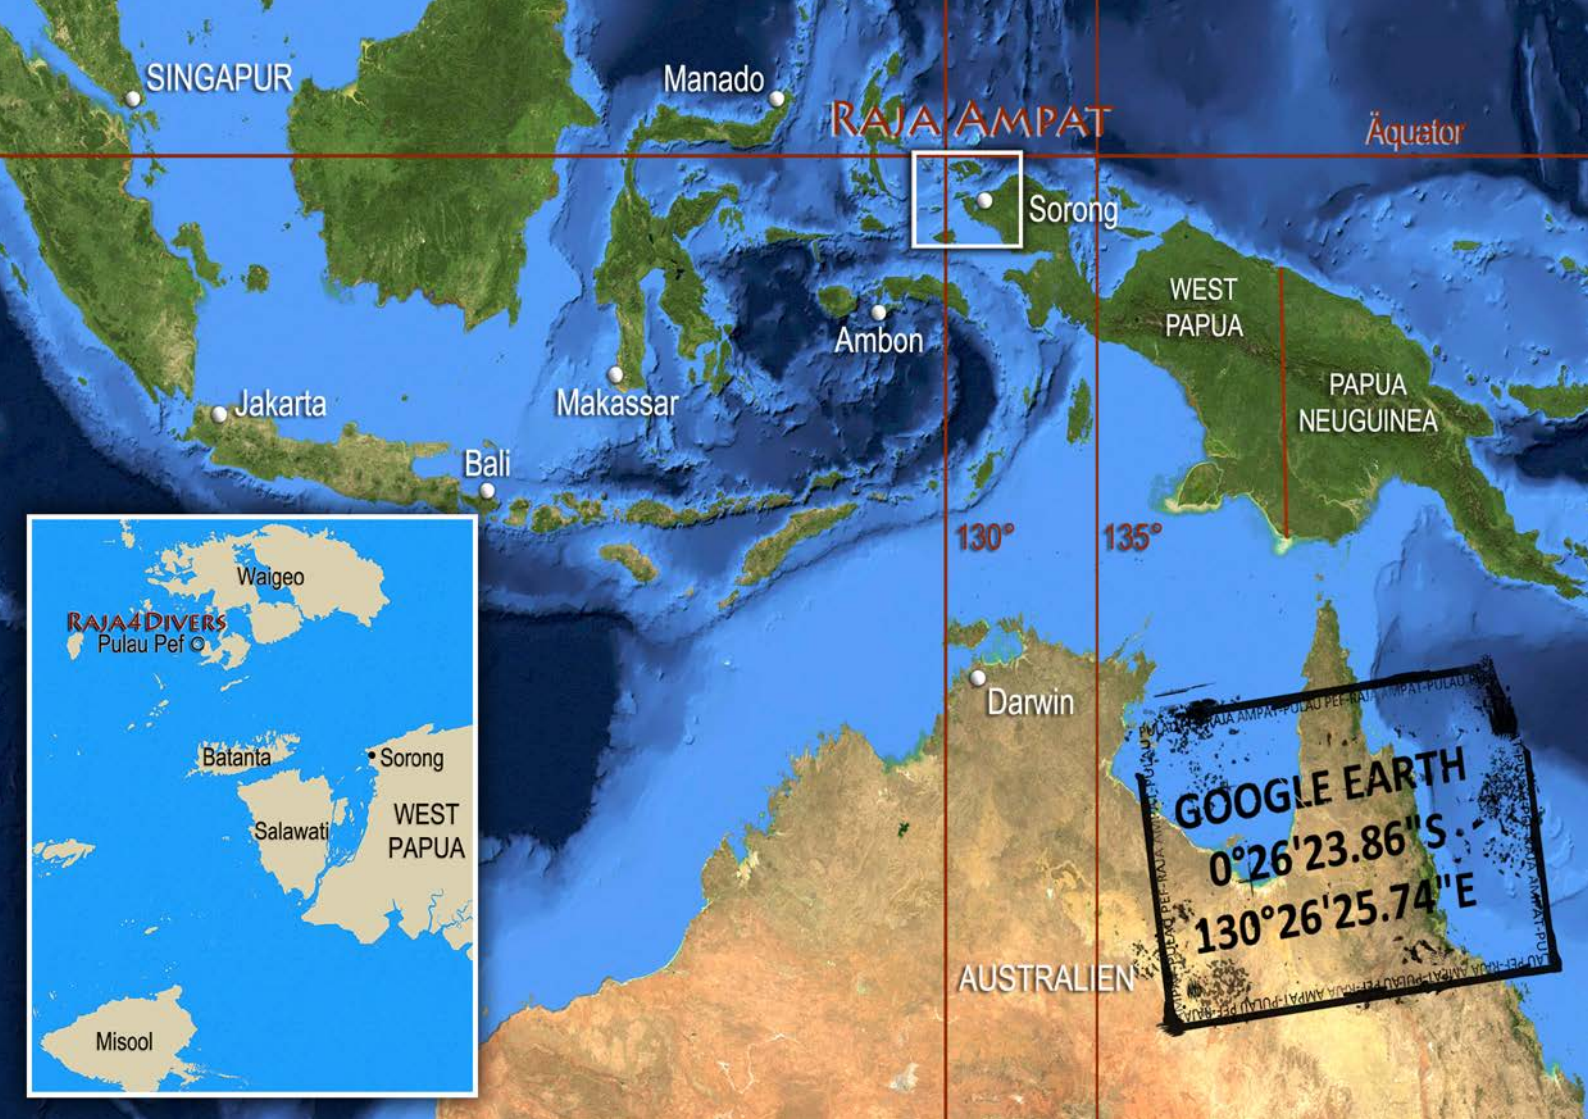 SINGAPUR
Manado
RAJA AMPAT
Äquator
Sorong
WEST
PAPUA
Ambon
PAPUA
NEUGUINEA
Makassar
Jakarta
Bali
130°
135°
Darwin
AUSTRALIEN
Waigeo
RAJA4DIVERS
Pulau Pef
Batanta
Sorong
Salawati
WEST
PAPUA
Misool
GOOGLE EARTH
0°26'23.86"S
130°26'25.74"E